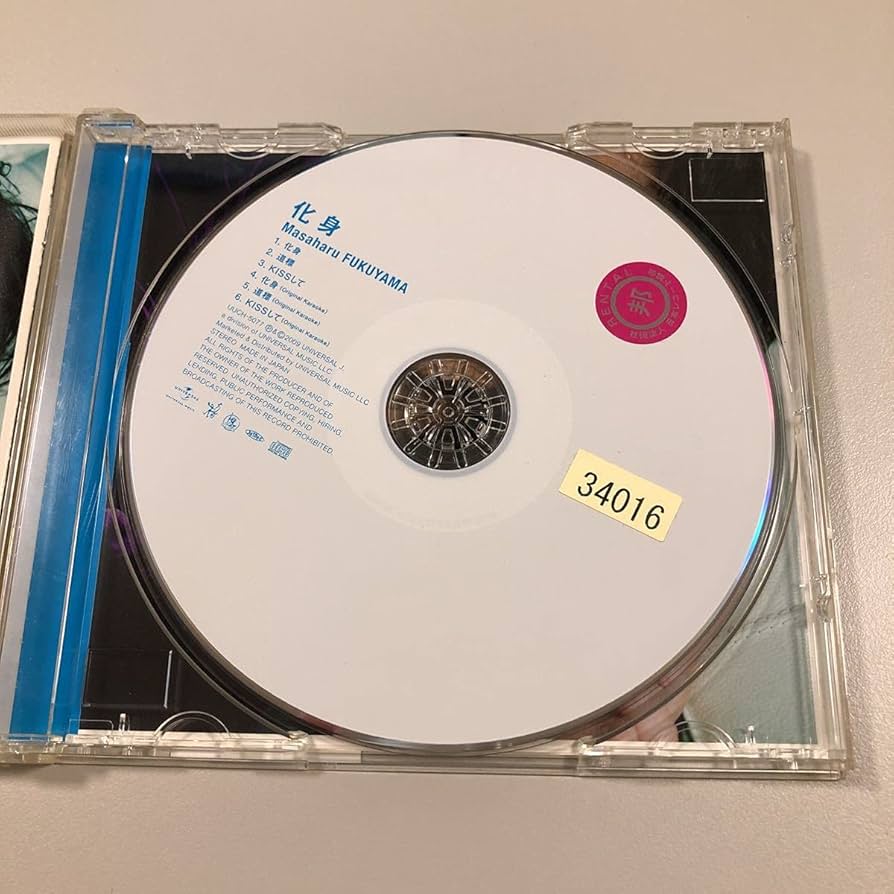 化身
Masaharu FUKUYAMA
1. 化身
2. 道標
3. KISSして
4. 化身 (Original Karaoke)
5. 道標 (Original Karaoke)
6. KISSして (Original Karaoke)
UUCH-5077 ℗&©2009 UNIVERSAL J,
a division of UNIVERSAL MUSIC LLC
Marketed & Distributed by UNIVERSAL MUSIC LLC
STEREO. MADE IN JAPAN
ALL RIGHTS OF THE PRODUCER AND OF
THE OWNER OF THE WORK REPRODUCED
RESERVED. UNAUTHORIZED COPYING, HIRING,
LENDING, PUBLIC PERFORMANCE AND
BROADCASTING OF THIS RECORD PROHIBITED.
UNIVERSAL
RENTAL
邦
34016